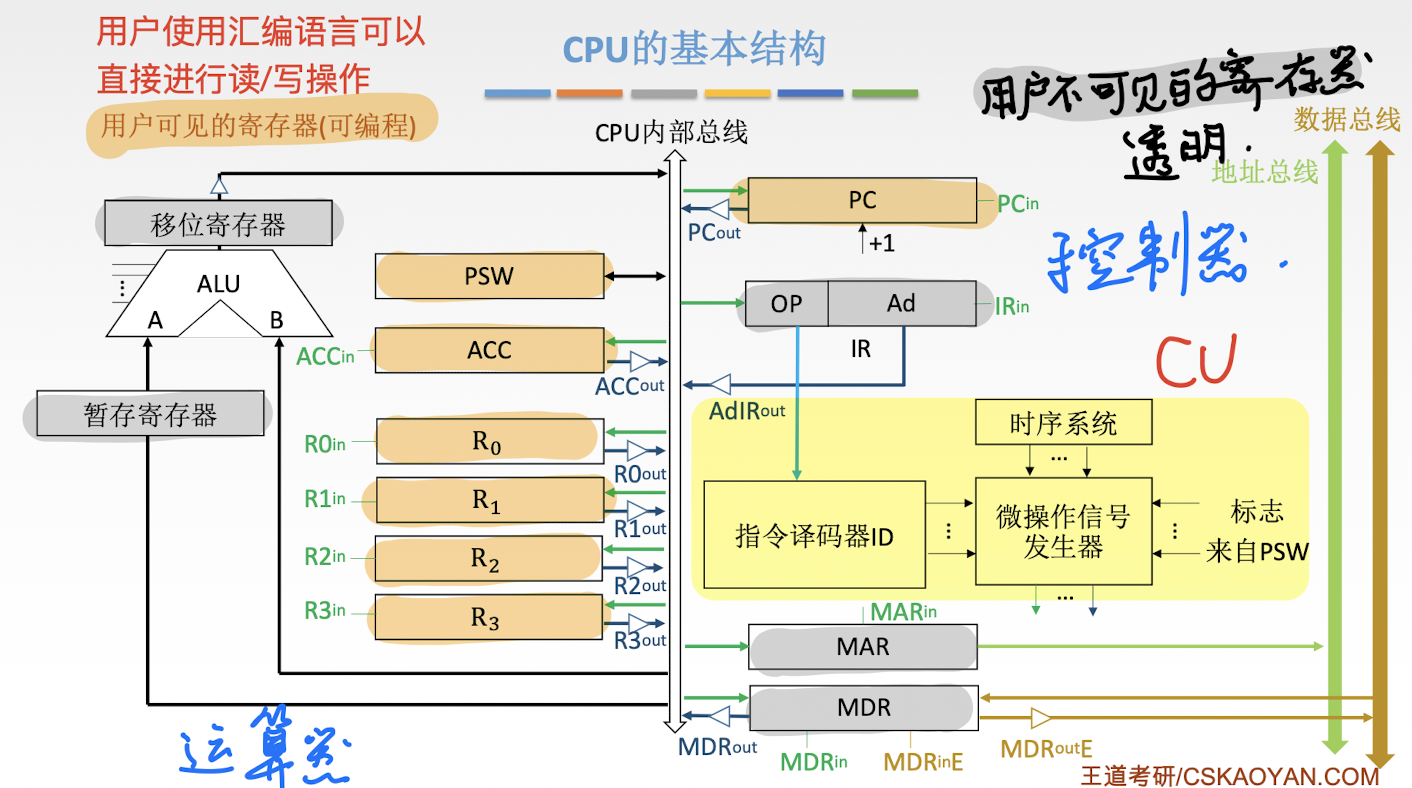 用户使用汇编语言可以
直接进行读/写操作
用户可见的寄存器(可编程)
CPU的基本结构
用户不可见的寄存器
透明.
数据总线
地址总线
CPU内部总线
移位寄存器
ALU
A
B
暂存寄存器
PSW
ACCin
ACC
ACCout
R0in
R₀
R0out
R1in
R₁
R1out
R2in
R₂
R2out
R3in
R₃
R3out
运算器
PC
PCin
PCout
+1
控制器.
OP
Ad
IRin
IR
AdIRout
CU
时序系统
...
指令译码器ID
...
微操作信号
发生器
...
标志
来自PSW
...
MARin
MAR
MDR
MDRout
MDRin
MDRinE
MDRoutE
王道考研/CSKAOYAN.COM